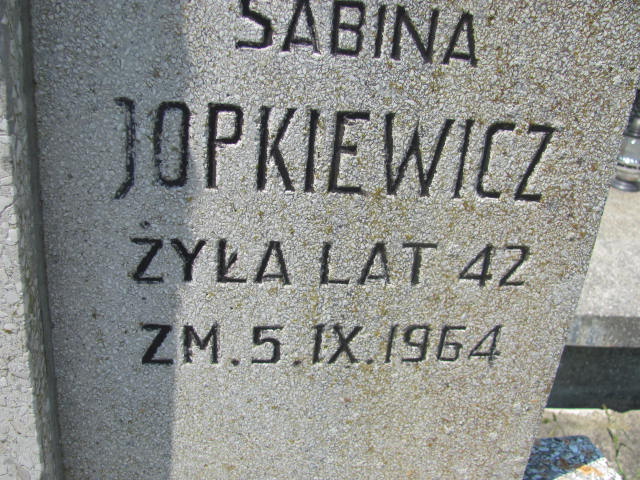 SABINA
JOPKIEWICZ
ŻYŁA LAT 42
ZM. 5. IX. 1964